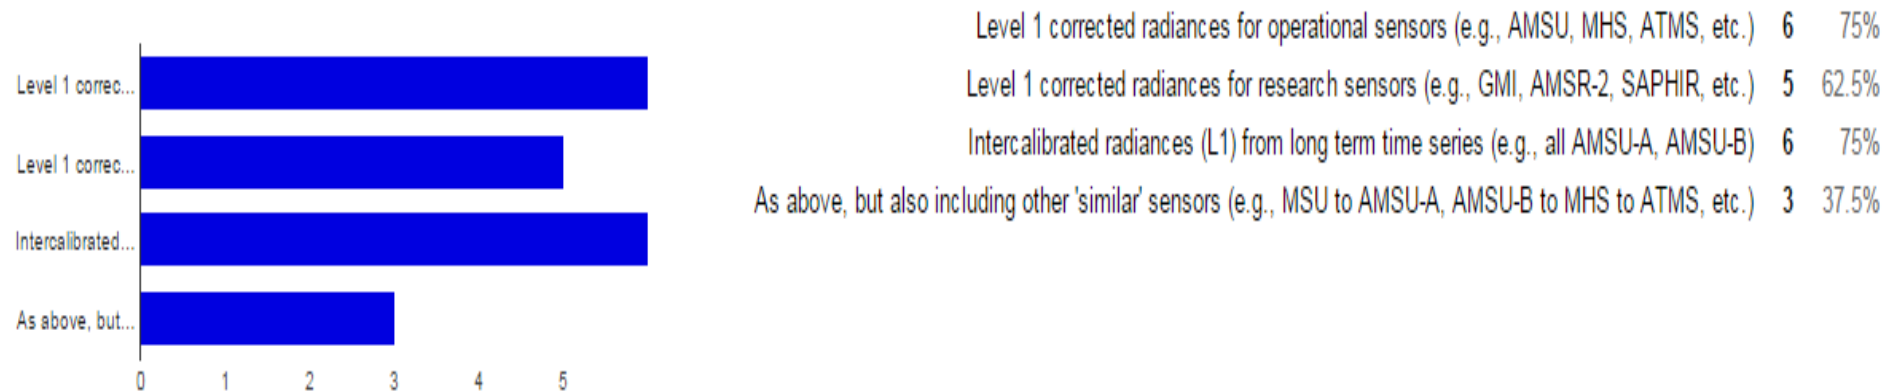 Level 1 correc...
Level 1 correc...
Intercalibrated...
As above, but...
0 1 2 3 4 5
Level 1 corrected radiances for operational sensors (e.g., AMSU, MHS, ATMS, etc.) 6 75%
Level 1 corrected radiances for research sensors (e.g., GMI, AMSR-2, SAPHIR, etc.) 5 62.5%
Intercalibrated radiances (L1) from long term time series (e.g., all AMSU-A, AMSU-B) 6 75%
As above, but also including other 'similar' sensors (e.g., MSU to AMSU-A, AMSU-B to MHS to ATMS, etc.) 3 37.5%